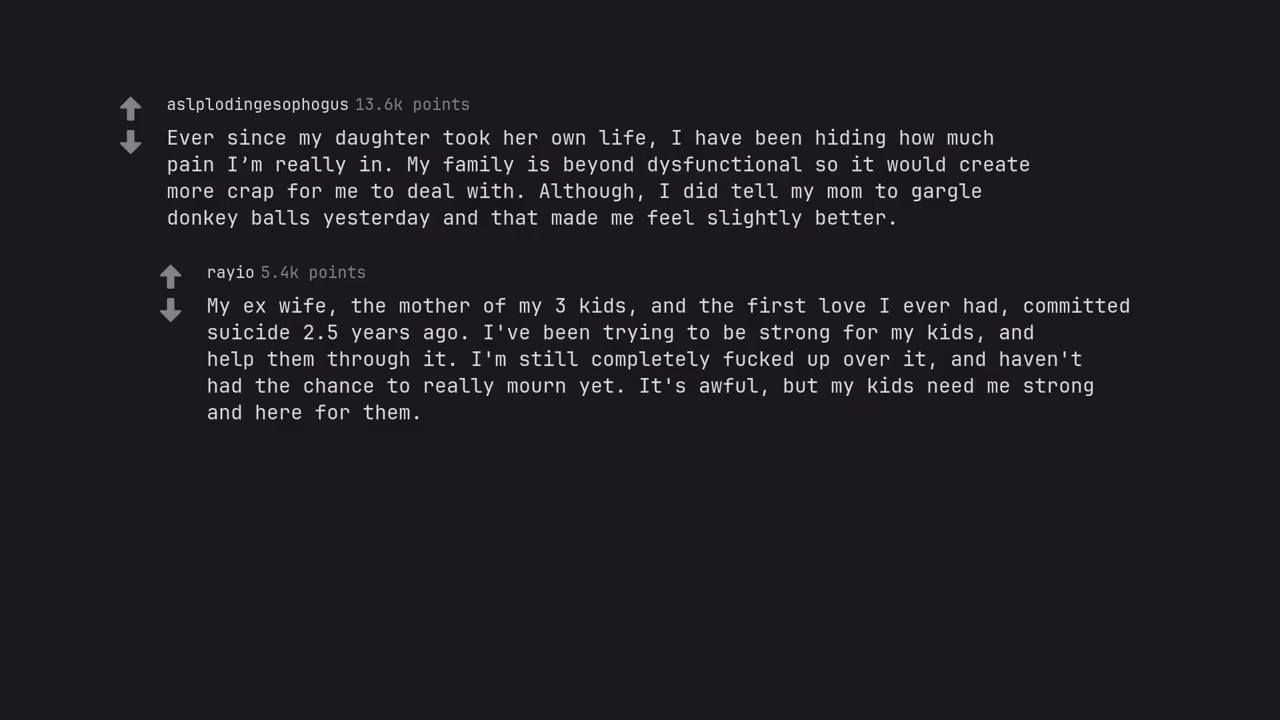 aslplodingesophogus 13.6k points
Ever since my daughter took her own life, I have been hiding how much
pain I’m really in. My family is beyond dysfunctional so it would create
more crap for me to deal with. Although, I did tell my mom to gargle
donkey balls yesterday and that made me feel slightly better.
rayio 5.4k points
My ex wife, the mother of my 3 kids, and the first love I ever had, committed
suicide 2.5 years ago. I've been trying to be strong for my kids, and
help them through it. I'm still completely fucked up over it, and haven't
had the chance to really mourn yet. It's awful, but my kids need me strong
and here for them.